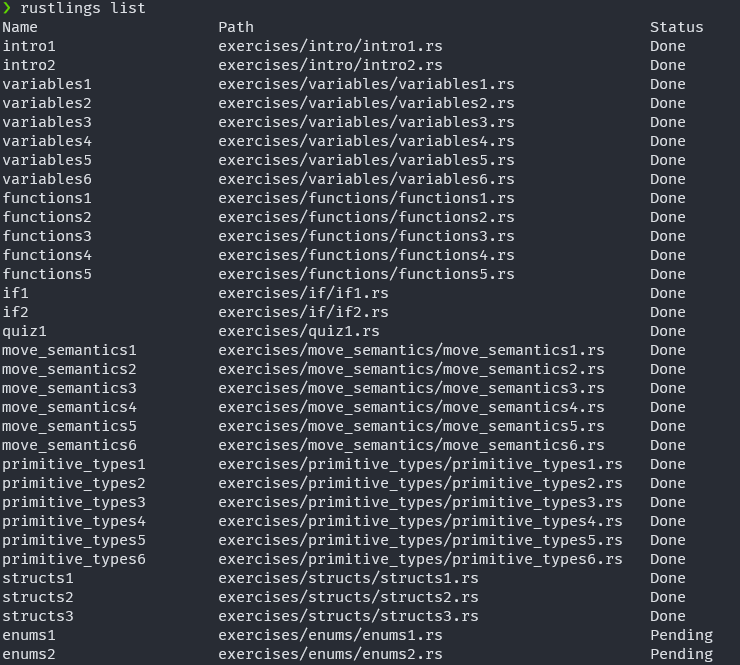 ❯ rustlings list
Name Path Status
intro1 exercises/intro/intro1.rs Done
intro2 exercises/intro/intro2.rs Done
variables1 exercises/variables/variables1.rs Done
variables2 exercises/variables/variables2.rs Done
variables3 exercises/variables/variables3.rs Done
variables4 exercises/variables/variables4.rs Done
variables5 exercises/variables/variables5.rs Done
variables6 exercises/variables/variables6.rs Done
functions1 exercises/functions/functions1.rs Done
functions2 exercises/functions/functions2.rs Done
functions3 exercises/functions/functions3.rs Done
functions4 exercises/functions/functions4.rs Done
functions5 exercises/functions/functions5.rs Done
if1 exercises/if/if1.rs Done
if2 exercises/if/if2.rs Done
quiz1 exercises/quiz1.rs Done
move_semantics1 exercises/move_semantics/move_semantics1.rs Done
move_semantics2 exercises/move_semantics/move_semantics2.rs Done
move_semantics3 exercises/move_semantics/move_semantics3.rs Done
move_semantics4 exercises/move_semantics/move_semantics4.rs Done
move_semantics5 exercises/move_semantics/move_semantics5.rs Done
move_semantics6 exercises/move_semantics/move_semantics6.rs Done
primitive_types1 exercises/primitive_types/primitive_types1.rs Done
primitive_types2 exercises/primitive_types/primitive_types2.rs Done
primitive_types3 exercises/primitive_types/primitive_types3.rs Done
primitive_types4 exercises/primitive_types/primitive_types4.rs Done
primitive_types5 exercises/primitive_types/primitive_types5.rs Done
primitive_types6 exercises/primitive_types/primitive_types6.rs Done
structs1 exercises/structs/structs1.rs Done
structs2 exercises/structs/structs2.rs Done
structs3 exercises/structs/structs3.rs Done
enums1 exercises/enums/enums1.rs Pending
enums2 exercises/enums/enums2.rs Pending